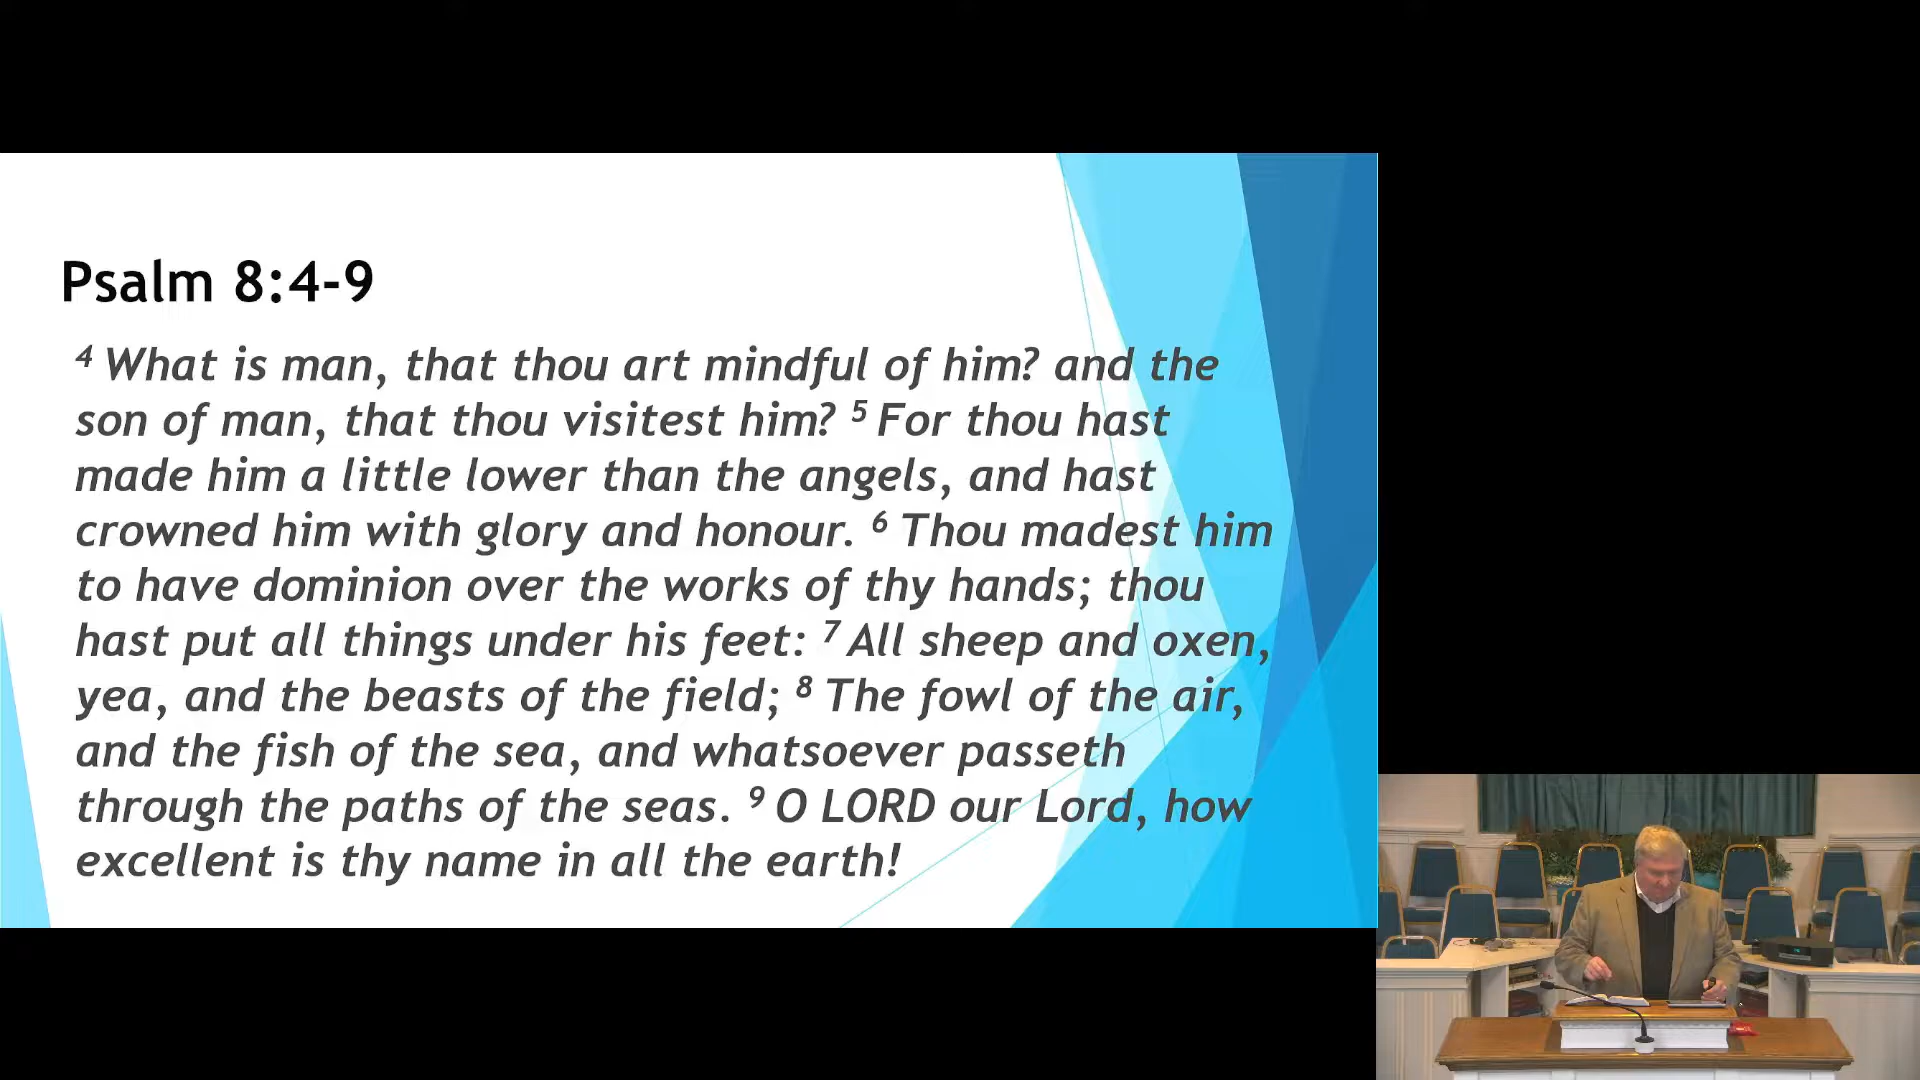 Psalm 8:4-9
4 What is man, that thou art mindful of him? and the
son of man, that thou visitest him? 5 For thou hast
made him a little lower than the angels, and hast
crowned him with glory and honour. 6 Thou madest him
to have dominion over the works of thy hands; thou
hast put all things under his feet: 7 All sheep and oxen,
yea, and the beasts of the field; 8 The fowl of the air,
and the fish of the sea, and whatsoever passeth
through the paths of the seas. 9 O LORD our Lord, how
excellent is thy name in all the earth!